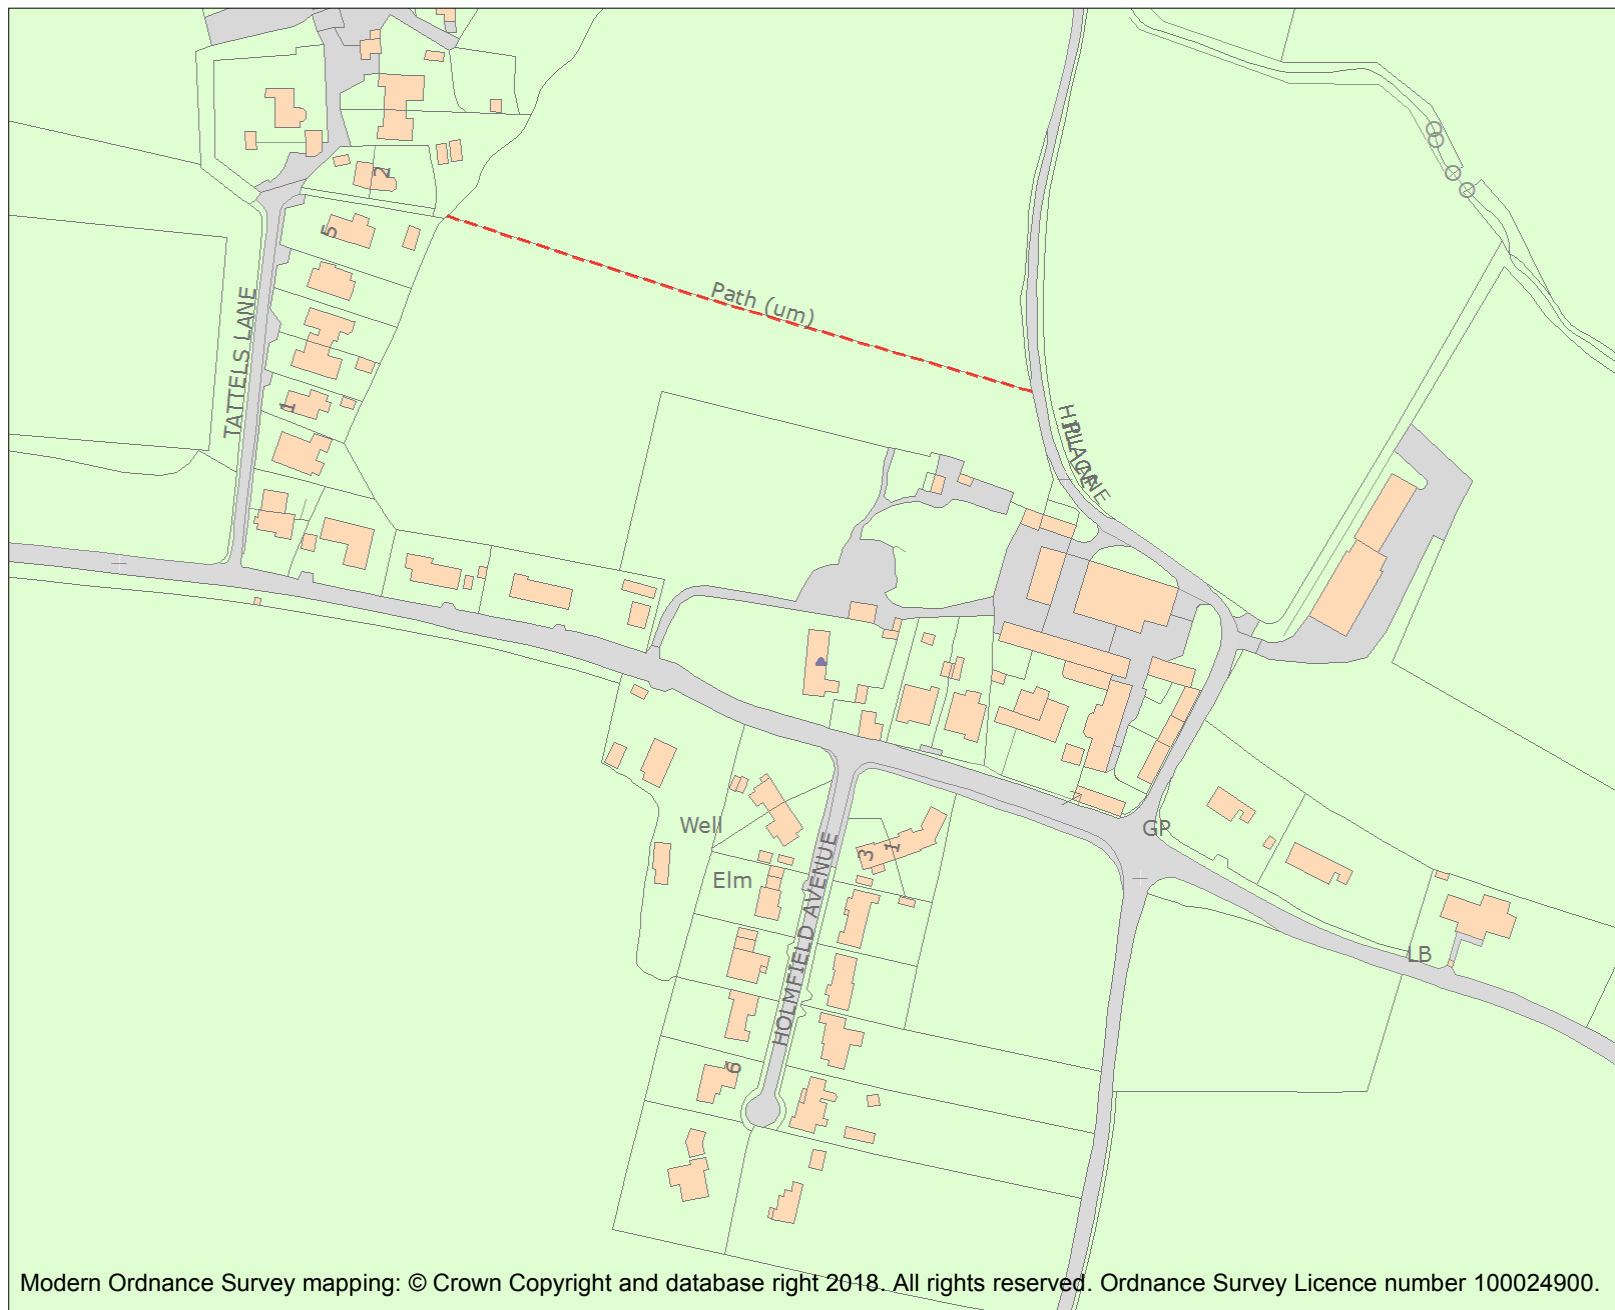 2
5
Path (um)
TATTELS LANE
1
Well
GP
3
1
Elm
HOLMFIELD AVENUE
LB
6
Modern Ordnance Survey mapping: © Crown Copyright and database right 2018. All rights reserved. Ordnance Survey Licence number 100024900.